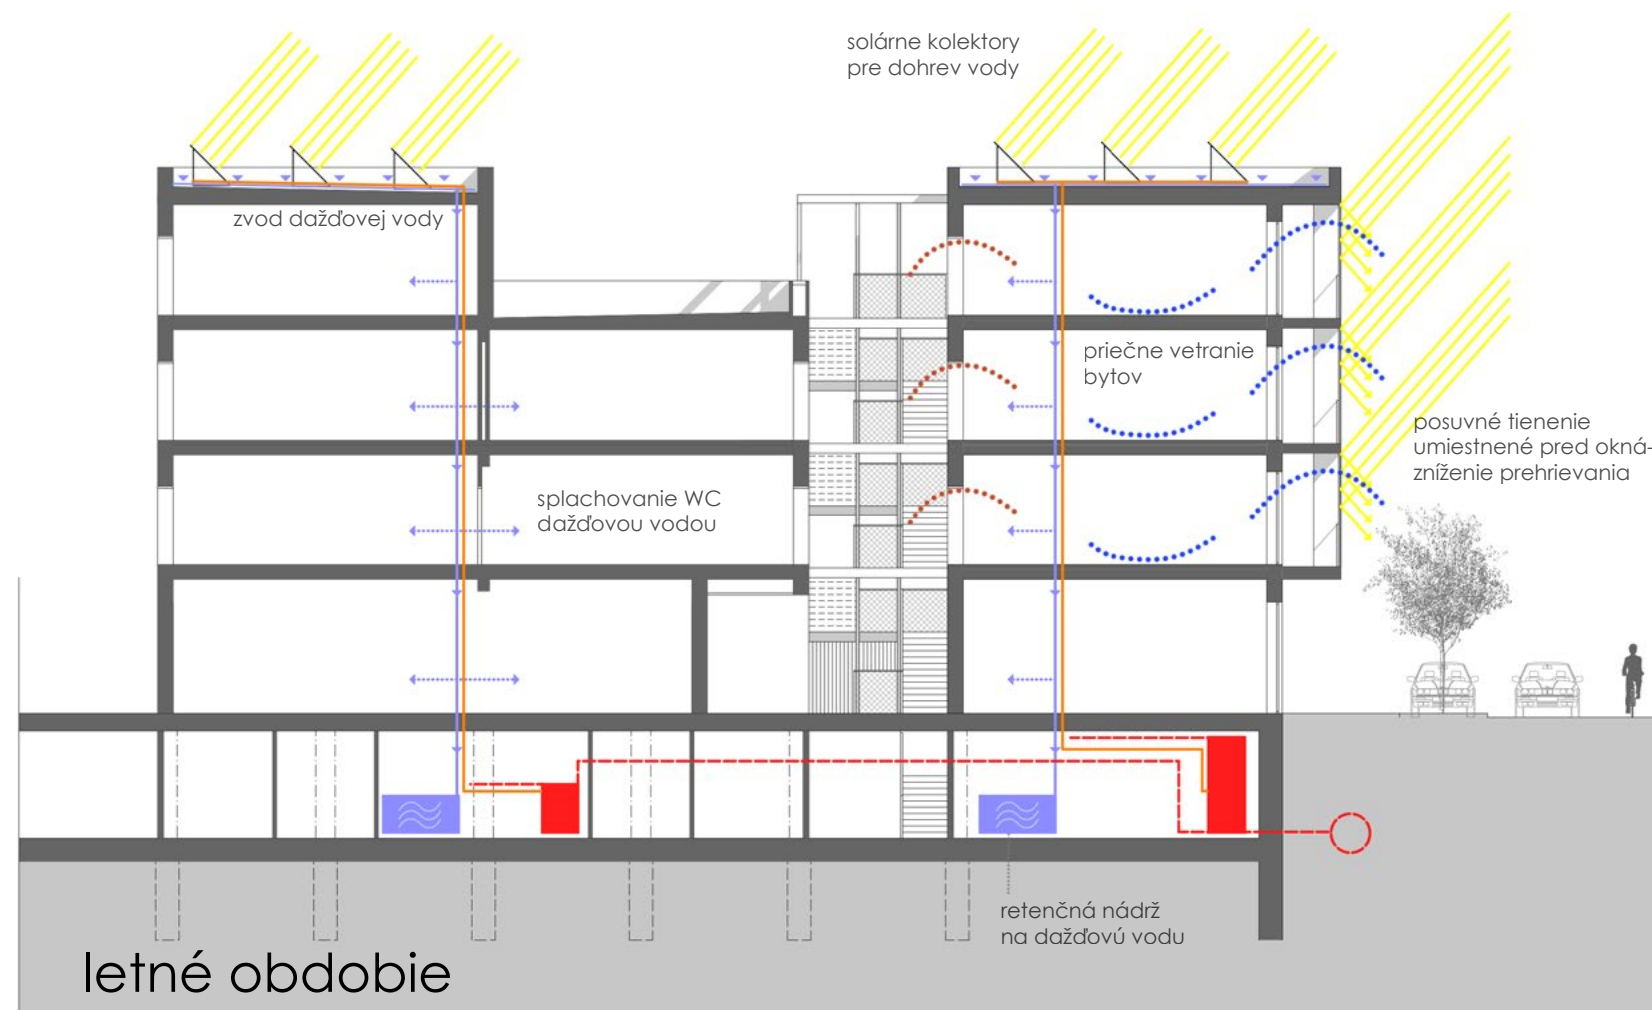 solárne kolektory
pre dohrev vody
zvod dažďovej vody
priečne vetranie
bytov
posuvné tienenie
umiestnené pred okná-
zníženie prehrievania
splachovanie WC
dažďovou vodou
retenčná nádrž
na dažďovú vodu
letné obdobie